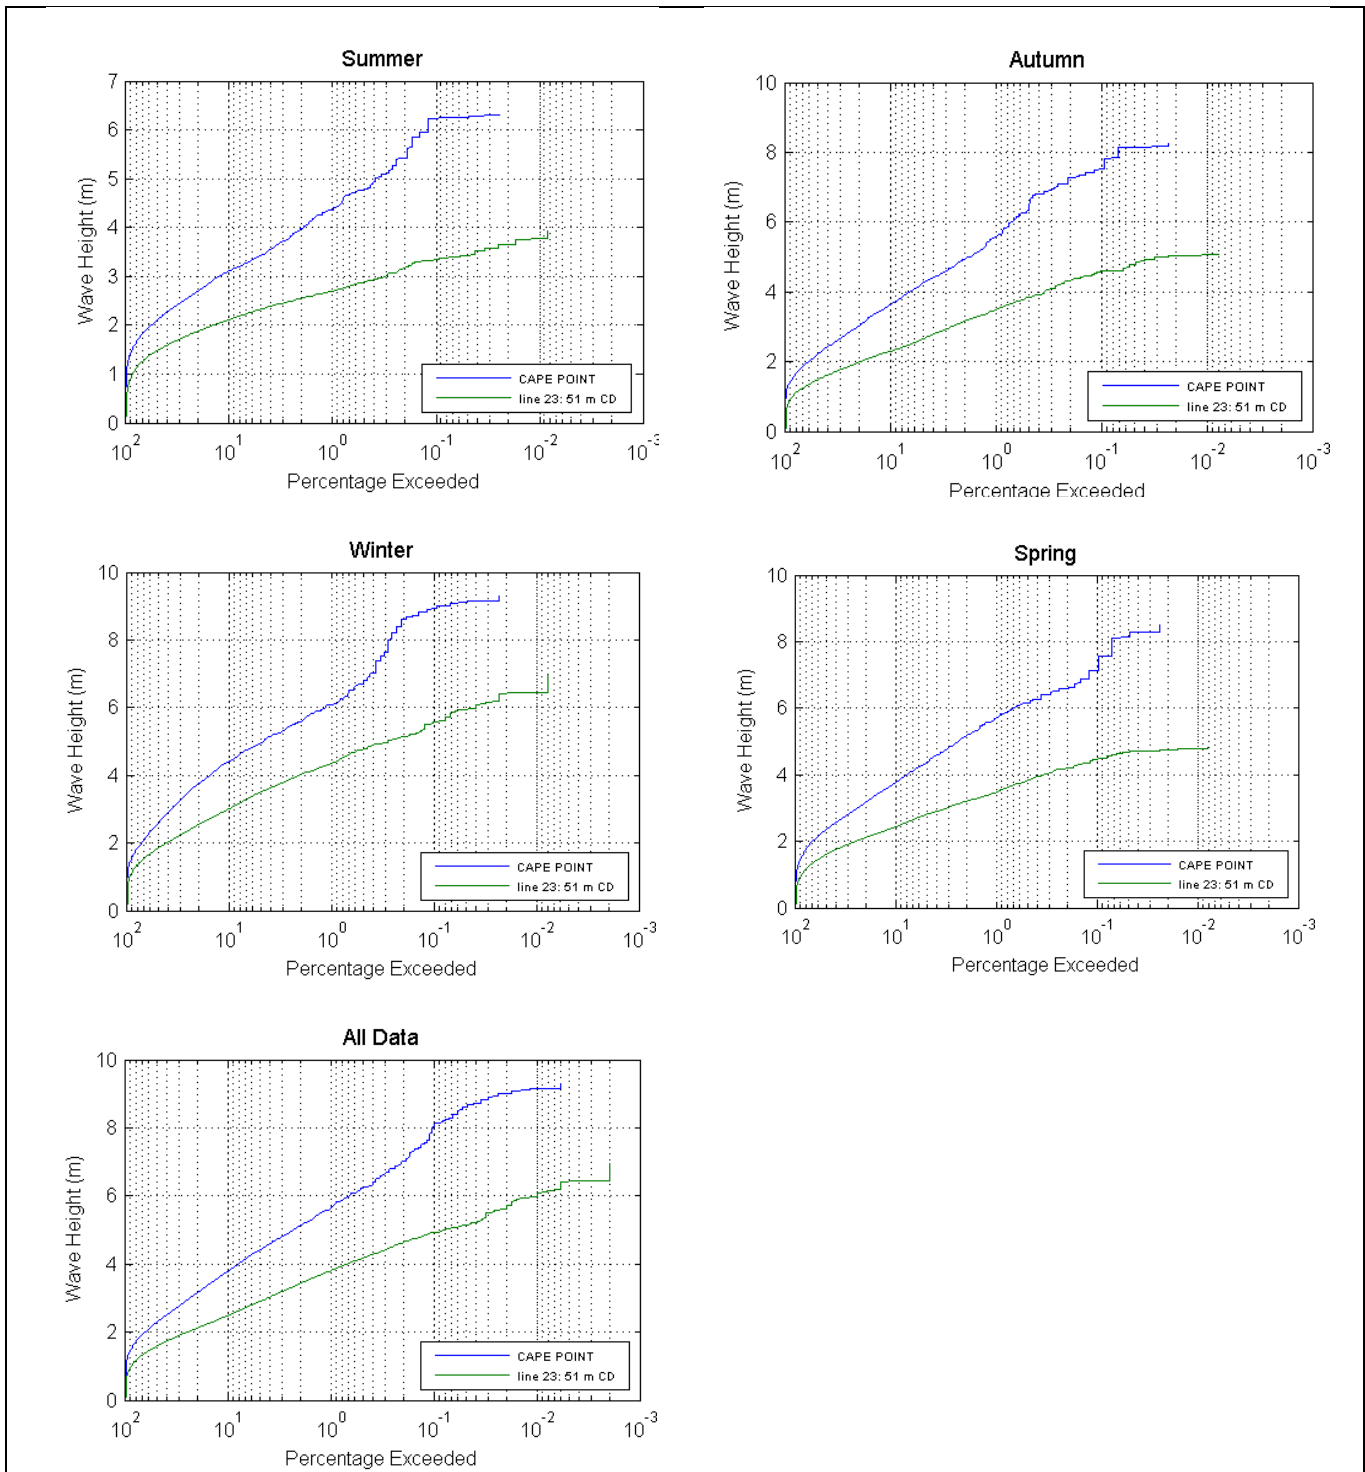 Summer
7
6
5
4
3
2
1
0
Wave Height (m)
CAPE POINT
line 23: 51 m CD
10^2 10^1 10^0 10^-1 10^-2 10^-3
Percentage Exceeded
Autumn
10
8
6
4
2
0
Wave Height (m)
CAPE POINT
line 23: 51 m CD
10^2 10^1 10^0 10^-1 10^-2 10^-3
Percentage Exceeded
Winter
10
8
6
4
2
0
Wave Height (m)
CAPE POINT
line 23: 51 m CD
10^2 10^1 10^0 10^-1 10^-2 10^-3
Percentage Exceeded
Spring
10
8
6
4
2
0
Wave Height (m)
CAPE POINT
line 23: 51 m CD
10^2 10^1 10^0 10^-1 10^-2 10^-3
Percentage Exceeded
All Data
10
8
6
4
2
0
Wave Height (m)
CAPE POINT
line 23: 51 m CD
10^2 10^1 10^0 10^-1 10^-2 10^-3
Percentage Exceeded